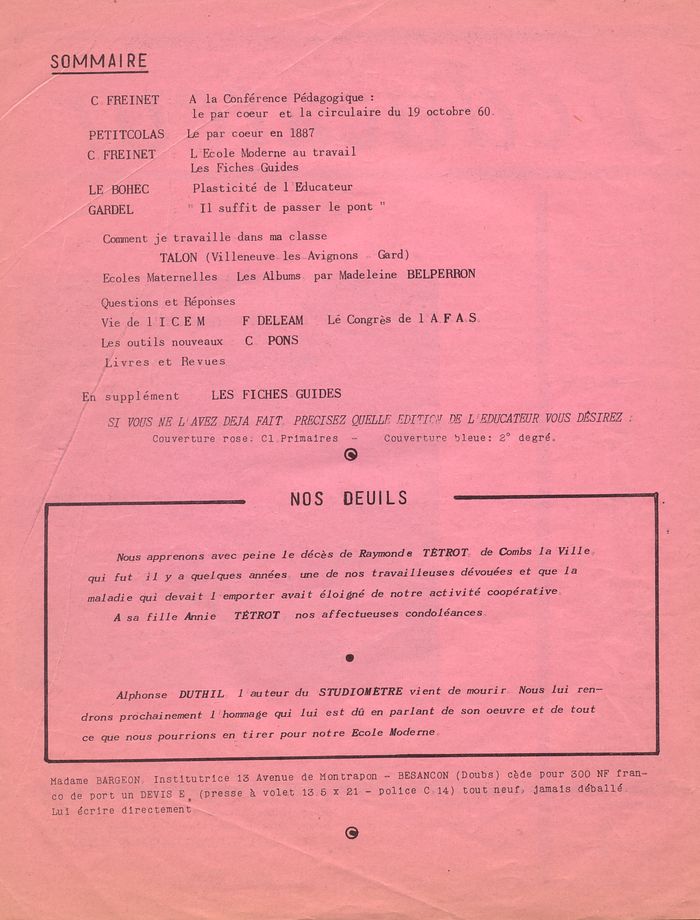 SOMMAIRE
C. FREINET A la Conférence Pédagogique :
le par coeur et la circulaire du 19 octobre 60.
PETITCOLAS Le par coeur en 1887
C. FREINET L'Ecole Moderne au travail
Les Fiches Guides
LE BOHEC Plasticité de l'Educateur
GARDEL " Il suffit de passer le pont "
Comment je travaille dans ma classe
TALON (Villeneuve les Avignons - Gard)
Ecoles Maternelles : Les Albums, par Madeleine BELPERRON
Questions et Réponses
Vie de l'I.C.E.M. F. DELEAM Le Congrès de l'A.F.A.S.
Les outils nouveaux C. PONS
Livres et Revues
En supplément LES FICHES-GUIDES
SI VOUS NE L'AVEZ DEJA FAIT, PRECISEZ QUELLE EDITION DE L'EDUCATEUR VOUS DÉSIREZ :
Couverture rose: Cl.Primaires - Couverture bleue: 2° degré.
NOS DEUILS
Nous apprenons avec peine le décès de Raymonde TÉTROT, de Combs la Ville,
qui fut, il y a quelques années, une de nos travailleuses dévouées et que la
maladie qui devait l'emporter avait éloigné de notre activité coopérative.
A sa fille Annie TÉTROT nos affectueuses condoléances.
Alphonse DUTHIL, l'auteur du STUDIOMÈTRE vient de mourir. Nous lui ren-
drons prochainement l'hommage qui lui est dû en parlant de son oeuvre et de tout
ce que nous pourrions en tirer pour notre Ecole Moderne.
Madame BARGEON, Institutrice 13 Avenue de Montrapon - BESANCON (Doubs) cède pour 300 NF fran-
co de port un DEVIS E, (presse à volet 13,5 x 21 - police C.14) tout neuf, jamais déballé.
Lui écrire directement.